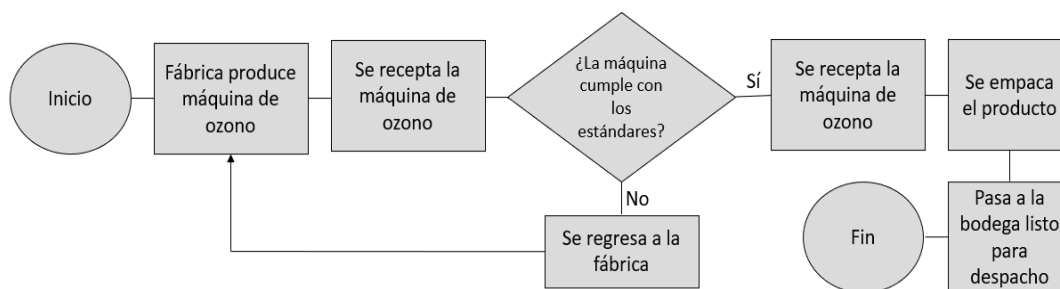 Inicio
Fábrica produce
máquina de
ozono
Se recepta la
máquina de
ozono
¿La máquina
cumple con
los
estándares?
Sí
Se recepta la
máquina de
ozono
Se empaca
el producto
No
Se regresa a la
fábrica
Pasa a la
bodega listo
para
despacho
Fin